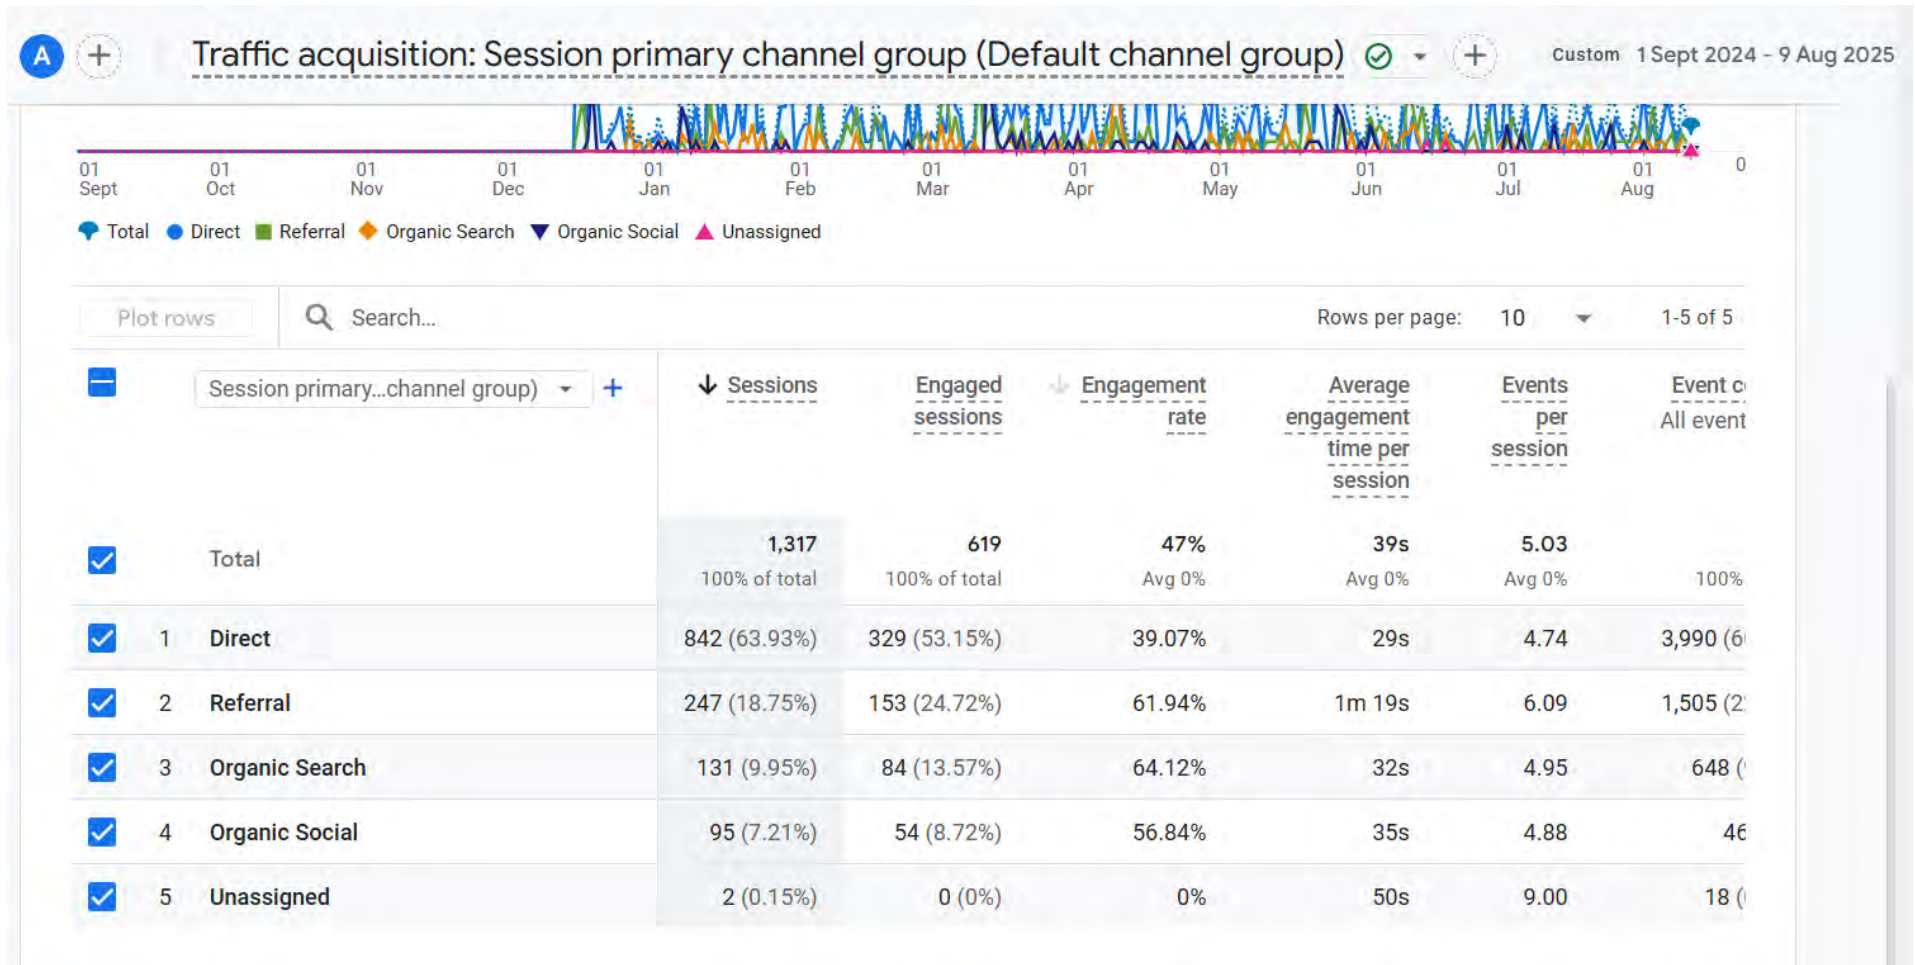 A
Traffic acquisition: Session primary channel group (Default channel group)
Custom 1 Sept 2024 - 9 Aug 2025
0
01 01 01 01 01 01 01 01 01 01 01 01
Sept Oct Nov Dec Jan Feb Mar Apr May Jun Jul Aug
Total Direct Referral Organic Search Organic Social Unassigned
Plot rows Search... Rows per page: 10 1-5 of 5
Session primary...channel group) Sessions Engaged sessions Engagement rate Average engagement time per session Events per session Event c
All event
Total 1,317 619 47% 39s 5.03
100% of total 100% of total Avg 0% Avg 0% Avg 0% 100%
1 Direct 842 (63.93%) 329 (53.15%) 39.07% 29s 4.74 3,990 (6
2 Referral 247 (18.75%) 153 (24.72%) 61.94% 1m 19s 6.09 1,505 (2
3 Organic Search 131 (9.95%) 84 (13.57%) 64.12% 32s 4.95 648 (
4 Organic Social 95 (7.21%) 54 (8.72%) 56.84% 35s 4.88 46
5 Unassigned 2 (0.15%) 0 (0%) 0% 50s 9.00 18 (